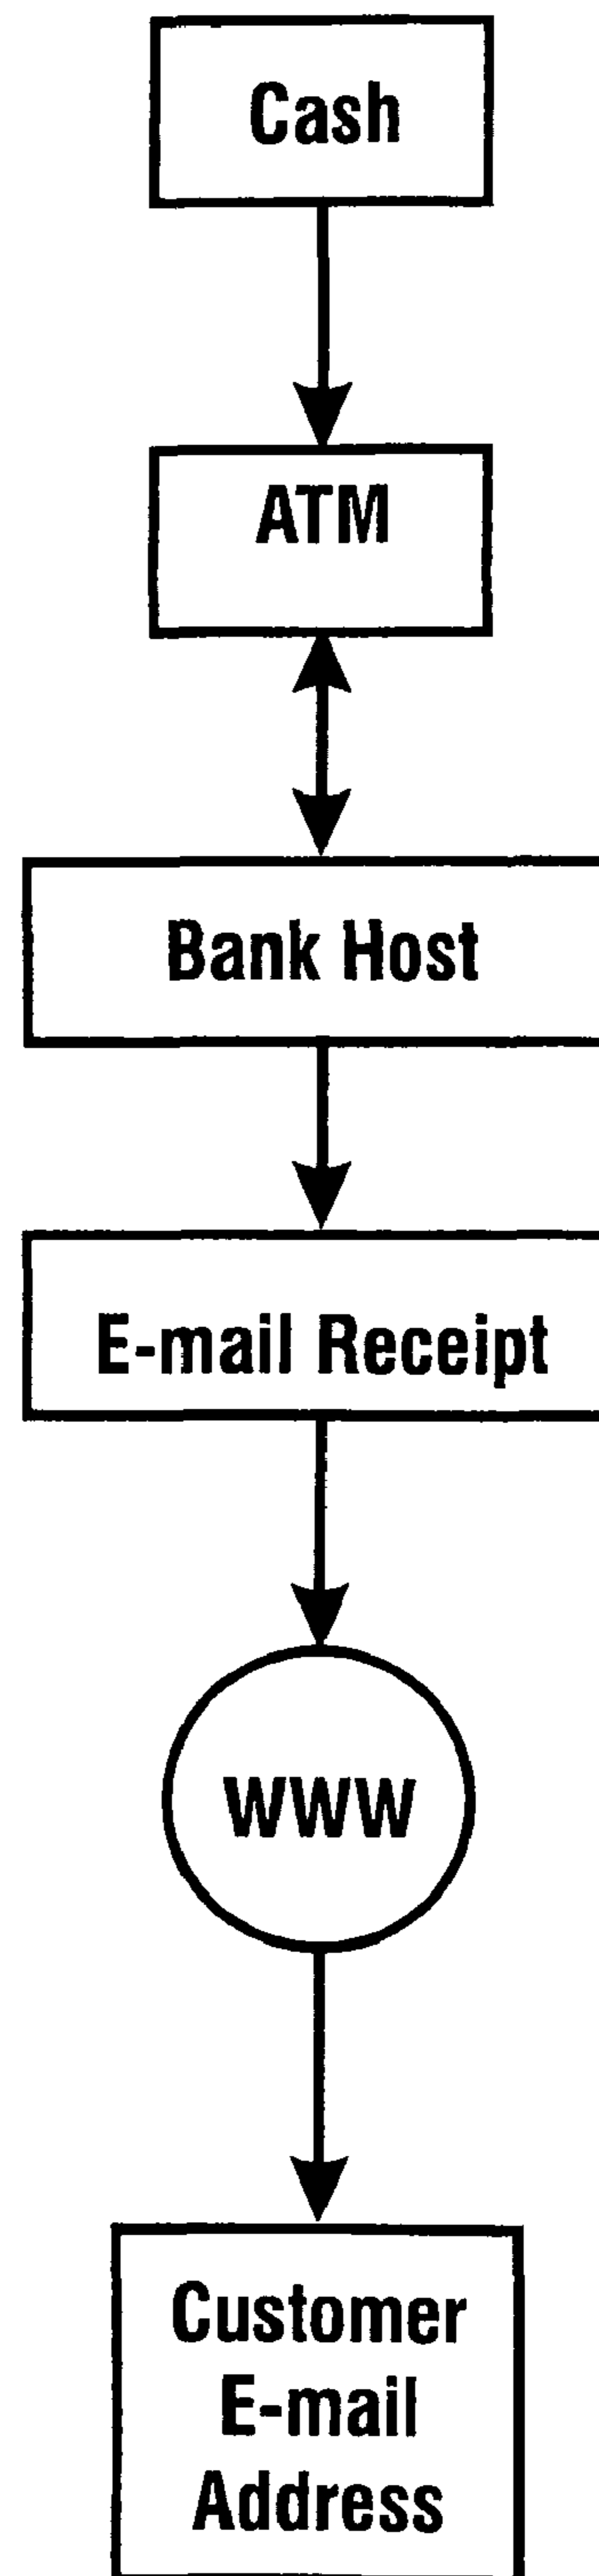 Cash
ATM
Bank Host
E-mail Receipt
WWW
Customer
E-mail
Address